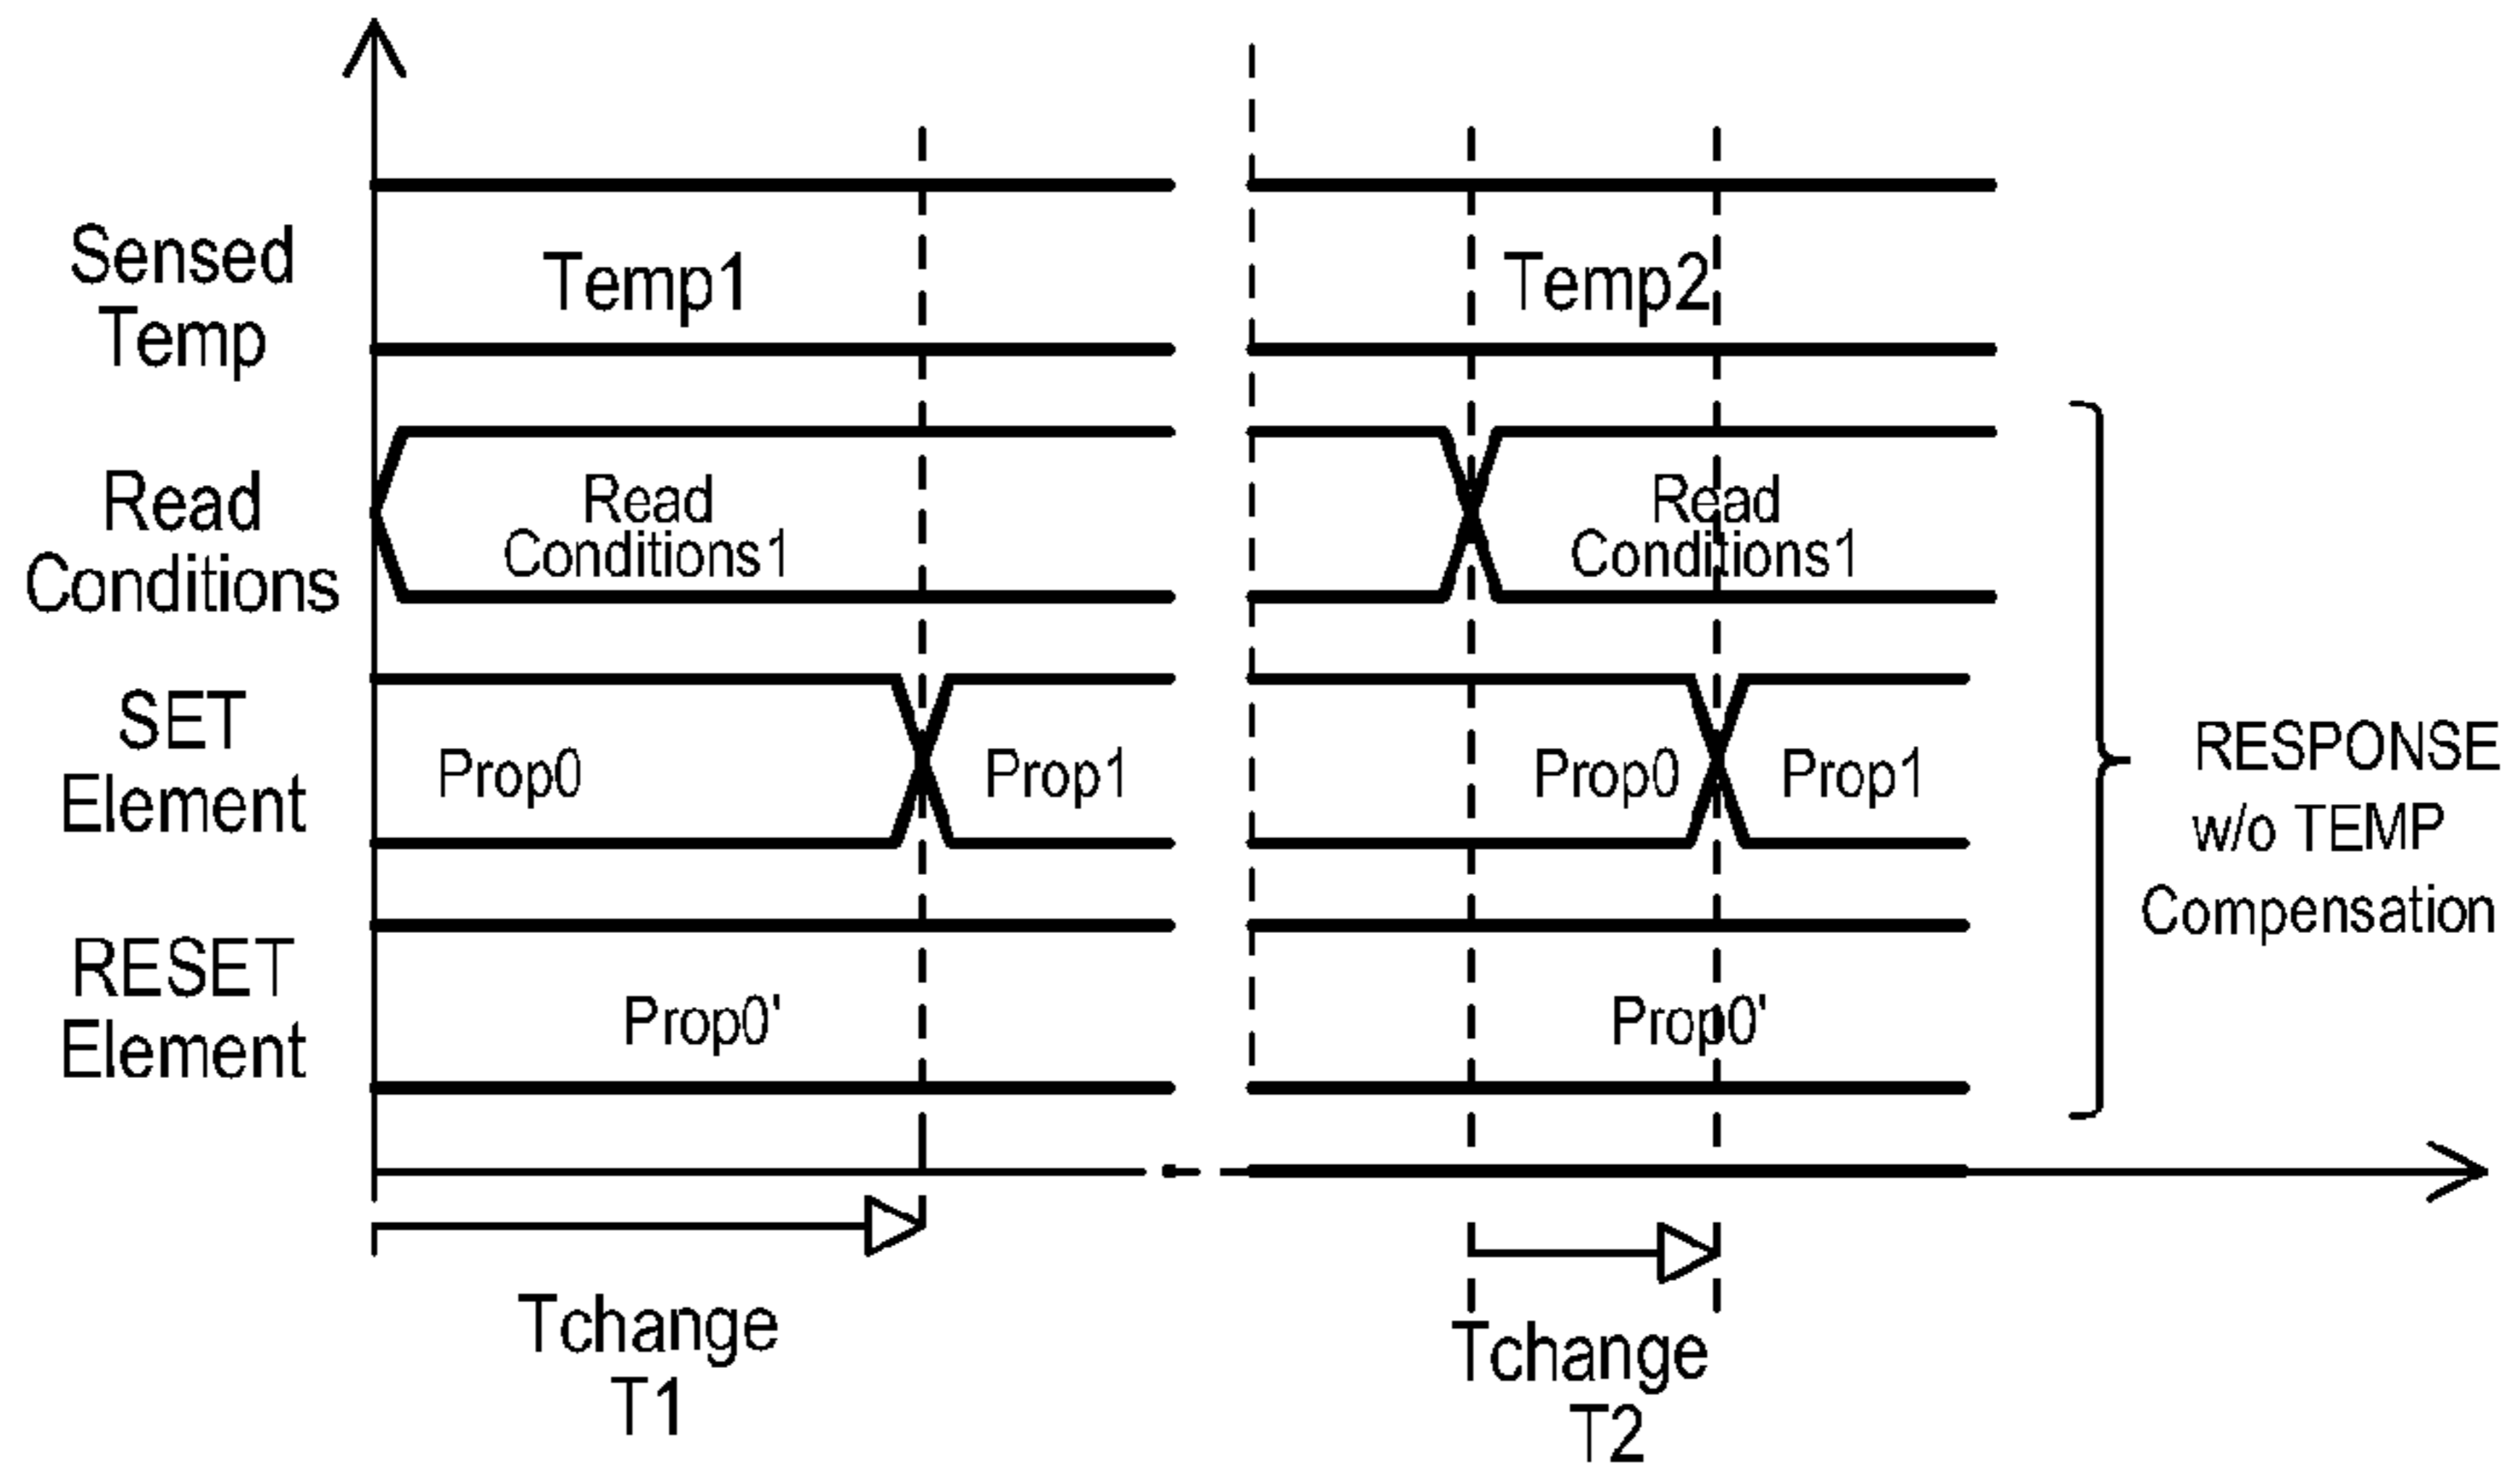 Sensed
Temp
Temp1
Temp2
Read
Conditions
Read
Conditions1
Read
Conditions1
SET
Element
Prop0
Prop1
Prop0
Prop1
RESET
Element
Prop0'
Prop0'
RESPONSE
w/o TEMP
Compensation
Tchange
T1
Tchange
T2